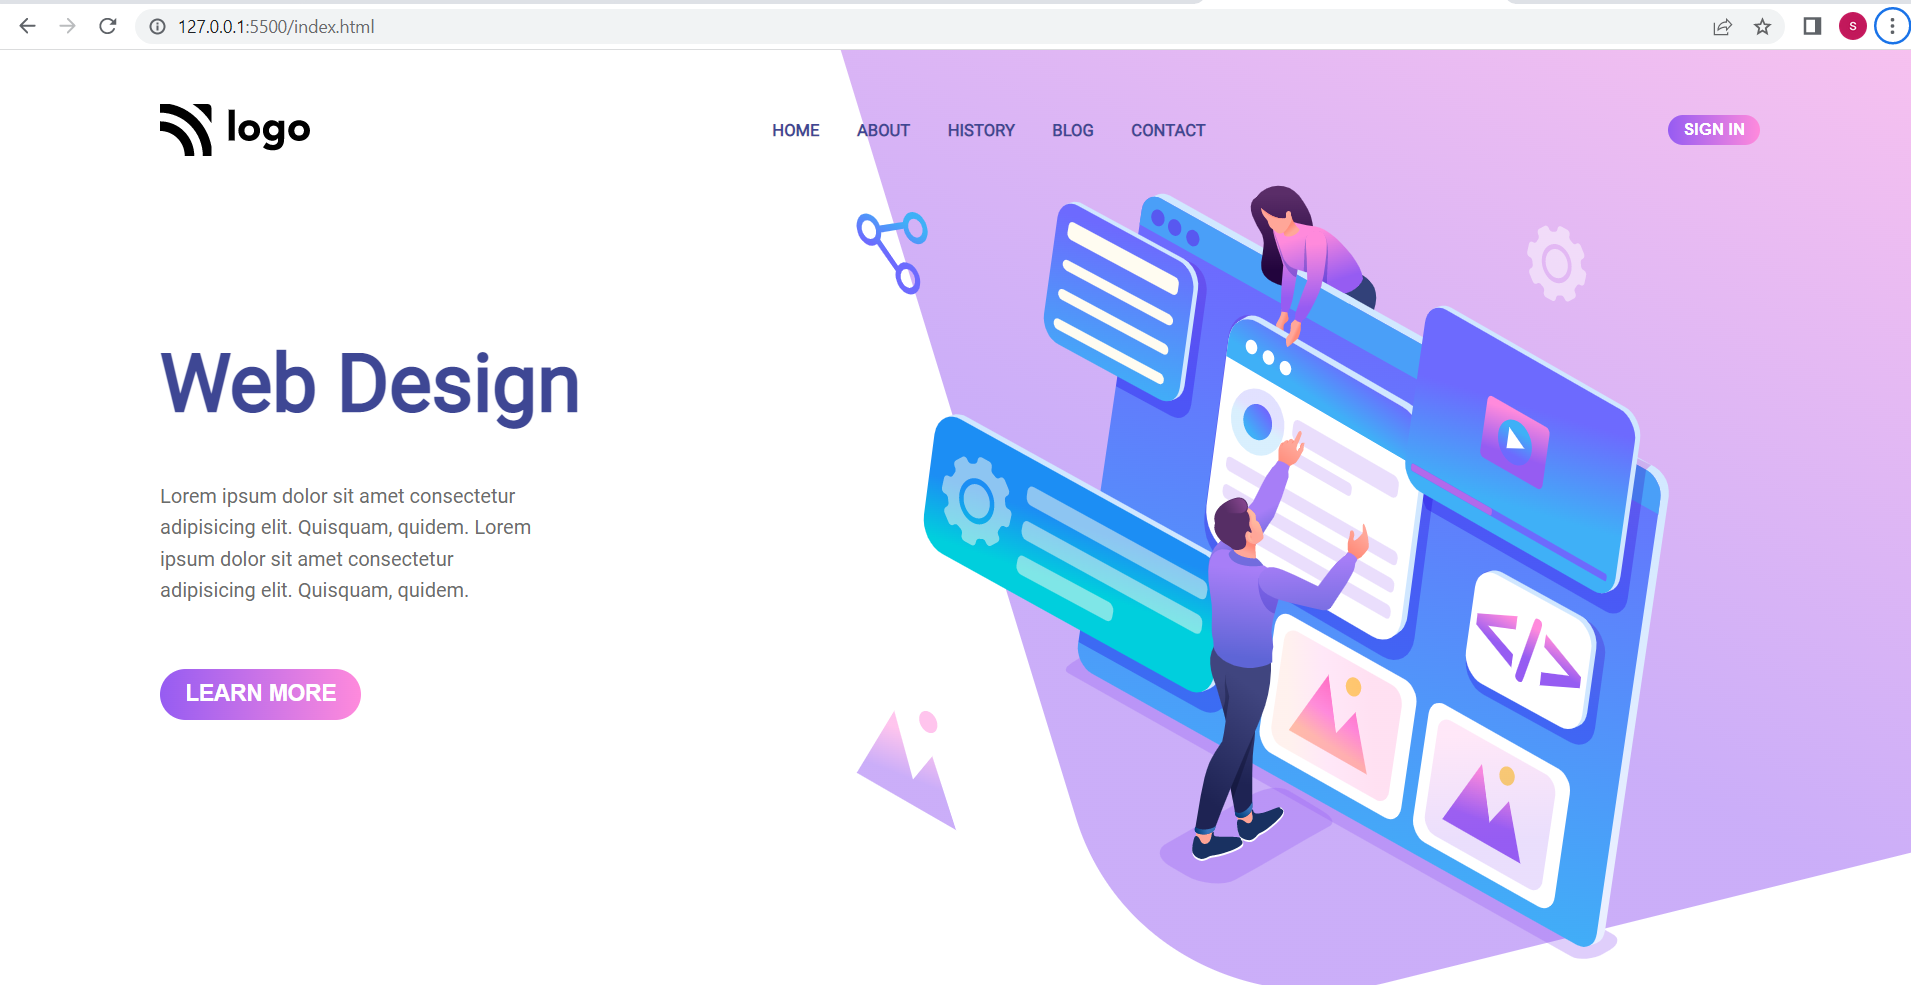 127.0.0.1:5500/index.html
S
logo
HOME ABOUT HISTORY BLOG CONTACT
SIGN IN
Web Design
Lorem ipsum dolor sit amet consectetur
adipisicing elit. Quisquam, quidem. Lorem
ipsum dolor sit amet consectetur
adipisicing elit. Quisquam, quidem.
LEARN MORE
</>